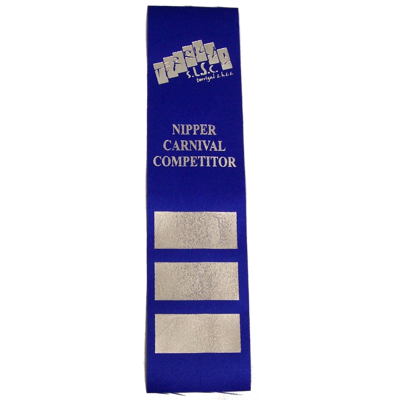 S.L.S.C.
NIPPER
CARNIVAL
COMPETITOR